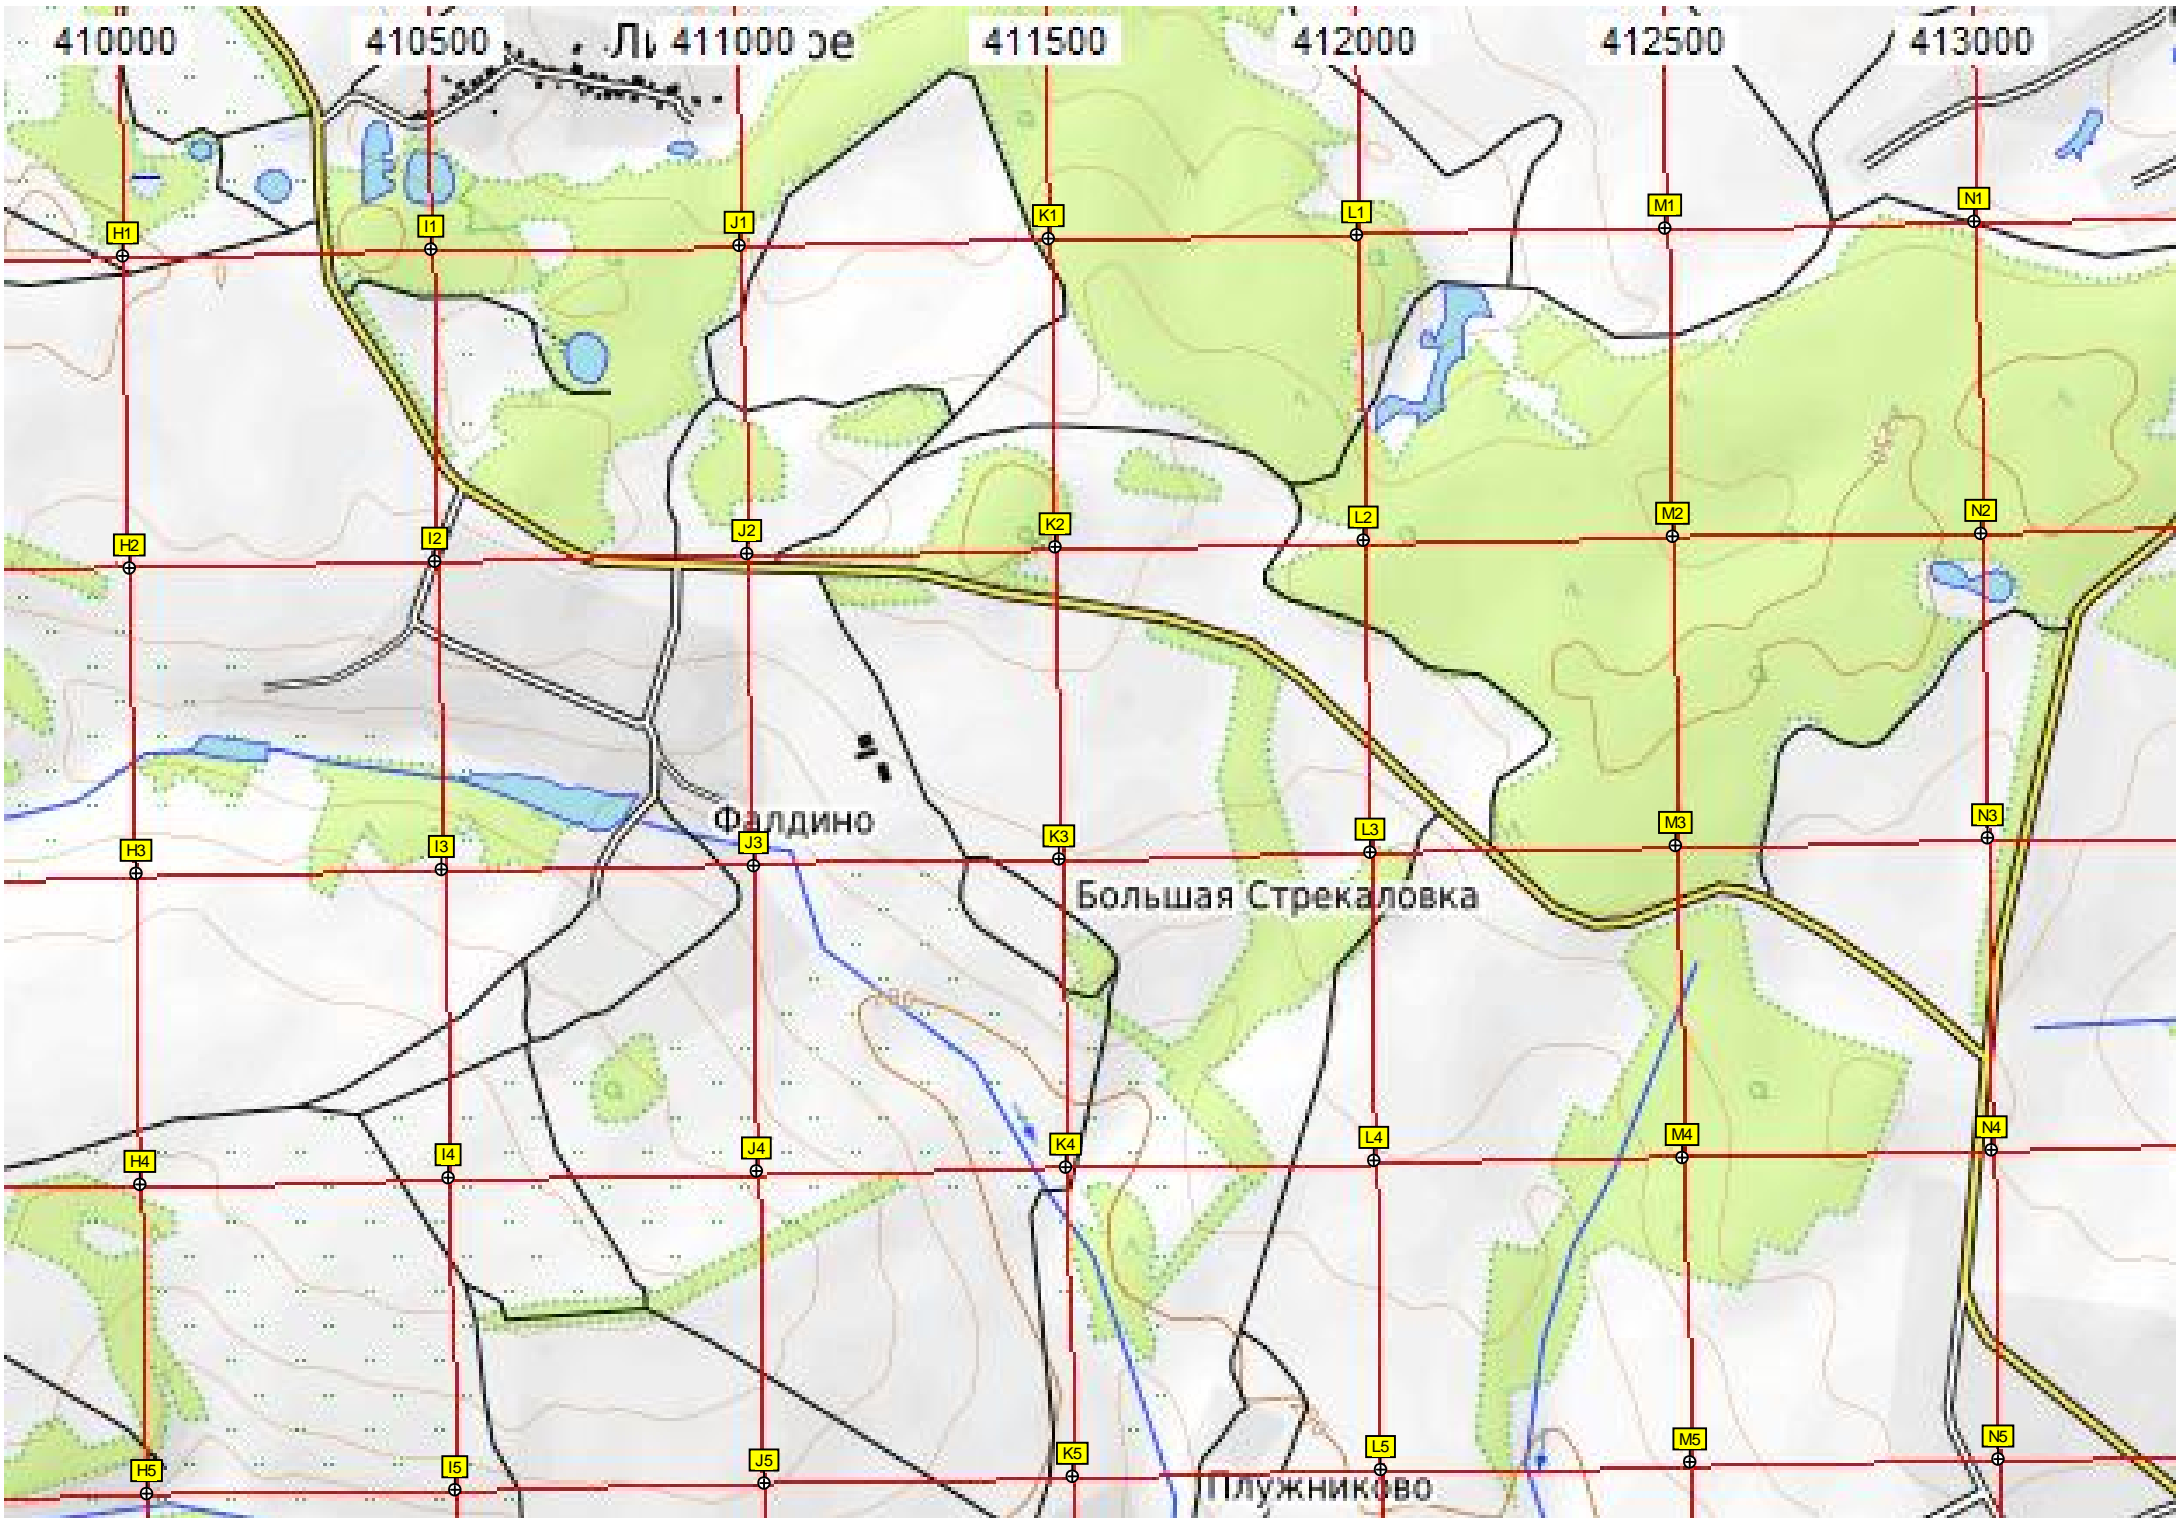 410000 410500 411000 ое 411500 412000 412500 413000
H1 I1 J1 K1 L1 M1 N1
H2 I2 J2 K2 L2 M2 N2
Фалдино
H3 I3 J3 K3 L3 M3 N3
Большая Стрекаловка
H4 I4 J4 K4 L4 M4 N4
H5 I5 J5 K5 L5 M5 N5
Плужниково